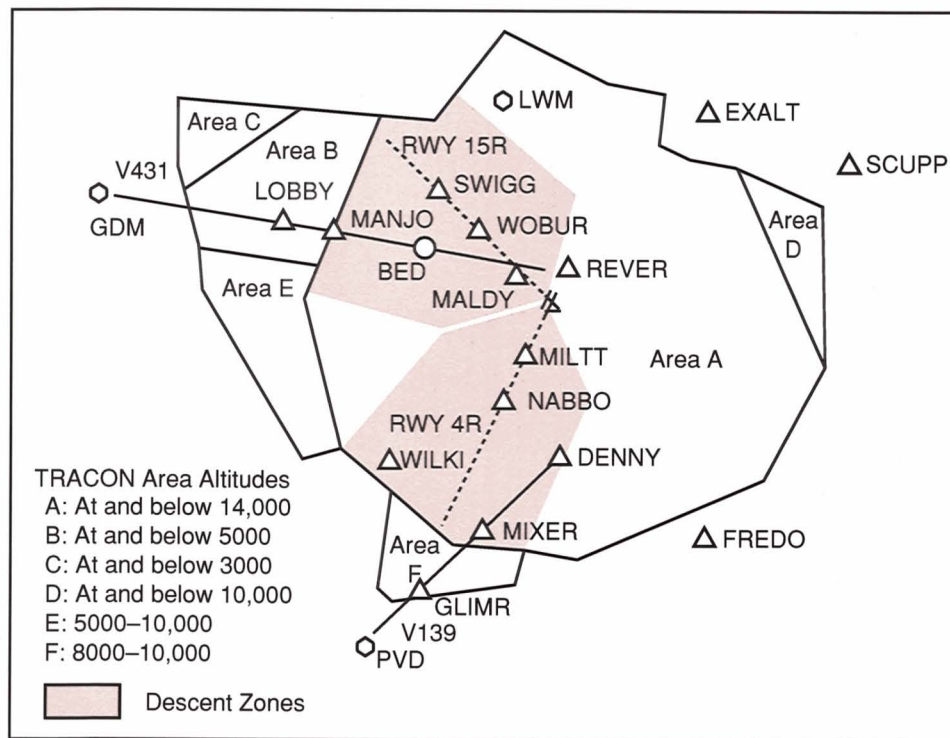 LWM
EXALT
Area C
RWY 15R
Area B
V431
SCUPP
LOBBY
SWIGG
GDM
MANJO
WOBUR
Area
D
BED
REVER
Area E
MALDY
MILTT
Area A
NABBO
RWY 4R
WILKI
DENNY
TRACON Area Altitudes
A: At and below 14,000
B: At and below 5000
C: At and below 3000
D: At and below 10,000
E: 5000–10,000
F: 8000–10,000
MIXER
FREDO
Area
F
GLIMR
V139
PVD
Descent Zones